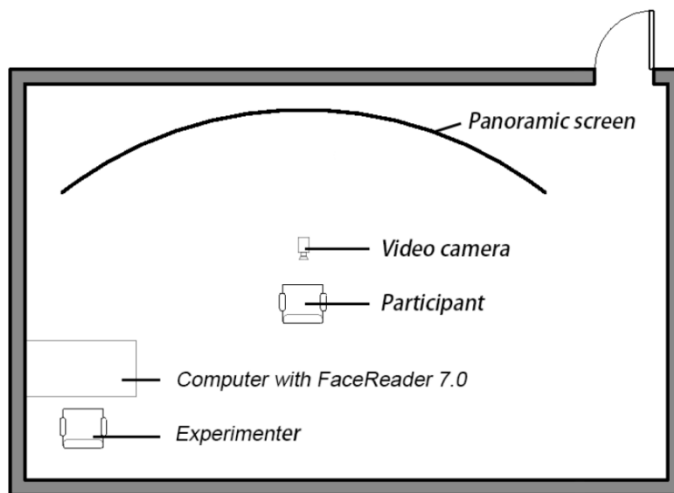 Panoramic screen
Video camera
Participant
Computer with FaceReader 7.0
Experimenter